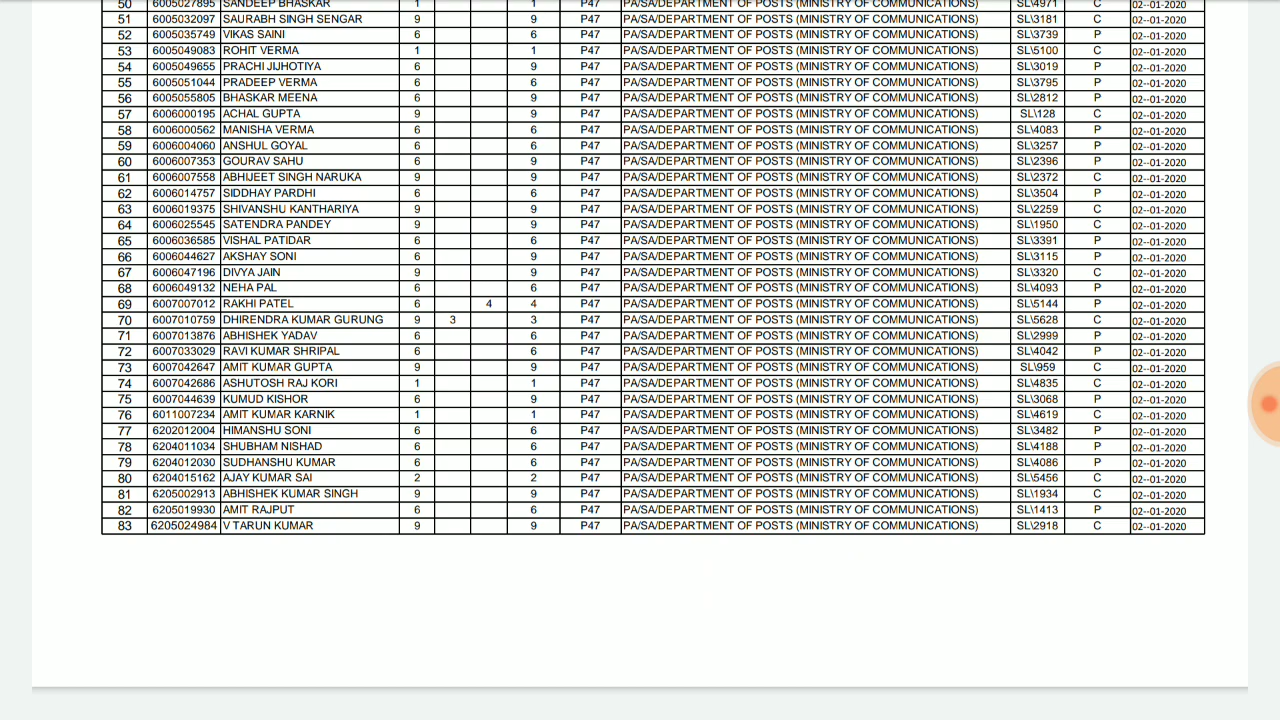 50 6005027895 SANDEEP BHASKAR 1 1 P47 PA/SA/DEPARTMENT OF POSTS (MINISTRY OF COMMUNICATIONS) SL\4971 C 02--01-2020
51 6005032097 SAURABH SINGH SENGAR 9 9 P47 PA/SA/DEPARTMENT OF POSTS (MINISTRY OF COMMUNICATIONS) SL\3181 C 02--01-2020
52 6005035749 VIKAS SAINI 6 6 P47 PA/SA/DEPARTMENT OF POSTS (MINISTRY OF COMMUNICATIONS) SL\3739 P 02--01-2020
53 6005049083 ROHIT VERMA 1 1 P47 PA/SA/DEPARTMENT OF POSTS (MINISTRY OF COMMUNICATIONS) SL\5100 C 02--01-2020
54 6005049655 PRACHI JIJHOTIYA 6 9 P47 PA/SA/DEPARTMENT OF POSTS (MINISTRY OF COMMUNICATIONS) SL\3019 P 02--01-2020
55 6005051044 PRADEEP VERMA 6 6 P47 PA/SA/DEPARTMENT OF POSTS (MINISTRY OF COMMUNICATIONS) SL\3795 P 02--01-2020
56 6005055805 BHASKAR MEENA 6 9 P47 PA/SA/DEPARTMENT OF POSTS (MINISTRY OF COMMUNICATIONS) SL\2812 P 02--01-2020
57 6006000195 ACHAL GUPTA 9 9 P47 PA/SA/DEPARTMENT OF POSTS (MINISTRY OF COMMUNICATIONS) SL\128 C 02--01-2020
58 6006000562 MANISHA VERMA 6 6 P47 PA/SA/DEPARTMENT OF POSTS (MINISTRY OF COMMUNICATIONS) SL\4083 P 02--01-2020
59 6006004060 ANSHUL GOYAL 6 6 P47 PA/SA/DEPARTMENT OF POSTS (MINISTRY OF COMMUNICATIONS) SL\3257 P 02--01-2020
60 6006007353 GOURAV SAHU 6 9 P47 PA/SA/DEPARTMENT OF POSTS (MINISTRY OF COMMUNICATIONS) SL\2396 P 02--01-2020
61 6006007558 ABHIJEET SINGH NARUKA 9 9 P47 PA/SA/DEPARTMENT OF POSTS (MINISTRY OF COMMUNICATIONS) SL\2372 C 02--01-2020
62 6006014757 SIDDHAY PARDHI 6 6 P47 PA/SA/DEPARTMENT OF POSTS (MINISTRY OF COMMUNICATIONS) SL\3504 P 02--01-2020
63 6006019375 SHIVANSHU KANTHARIYA 9 9 P47 PA/SA/DEPARTMENT OF POSTS (MINISTRY OF COMMUNICATIONS) SL\2259 C 02--01-2020
64 6006025545 SATENDRA PANDEY 9 9 P47 PA/SA/DEPARTMENT OF POSTS (MINISTRY OF COMMUNICATIONS) SL\1950 C 02--01-2020
65 6006036585 VISHAL PATIDAR 6 6 P47 PA/SA/DEPARTMENT OF POSTS (MINISTRY OF COMMUNICATIONS) SL\3391 P 02--01-2020
66 6006044627 AKSHAY SONI 6 9 P47 PA/SA/DEPARTMENT OF POSTS (MINISTRY OF COMMUNICATIONS) SL\3115 P 02--01-2020
67 6006047196 DIVYA JAIN 9 9 P47 PA/SA/DEPARTMENT OF POSTS (MINISTRY OF COMMUNICATIONS) SL\3320 C 02--01-2020
68 6006049132 NEHA PAL 6 6 P47 PA/SA/DEPARTMENT OF POSTS (MINISTRY OF COMMUNICATIONS) SL\4093 P 02--01-2020
69 6007007012 RAKHI PATEL 6 4 4 P47 PA/SA/DEPARTMENT OF POSTS (MINISTRY OF COMMUNICATIONS) SL\5144 P 02--01-2020
70 6007010759 DHIRENDRA KUMAR GURUNG 9 3 3 P47 PA/SA/DEPARTMENT OF POSTS (MINISTRY OF COMMUNICATIONS) SL\5628 C 02--01-2020
71 6007013876 ABHISHEK YADAV 6 6 P47 PA/SA/DEPARTMENT OF POSTS (MINISTRY OF COMMUNICATIONS) SL\2999 P 02--01-2020
72 6007033029 RAVI KUMAR SHRIPAL 6 6 P47 PA/SA/DEPARTMENT OF POSTS (MINISTRY OF COMMUNICATIONS) SL\4042 P 02--01-2020
73 6007042647 AMIT KUMAR GUPTA 9 9 P47 PA/SA/DEPARTMENT OF POSTS (MINISTRY OF COMMUNICATIONS) SL\959 C 02--01-2020
74 6007042686 ASHUTOSH RAJ KORI 1 1 P47 PA/SA/DEPARTMENT OF POSTS (MINISTRY OF COMMUNICATIONS) SL\4835 C 02--01-2020
75 6007044639 KUMUD KISHOR 6 9 P47 PA/SA/DEPARTMENT OF POSTS (MINISTRY OF COMMUNICATIONS) SL\3068 P 02--01-2020
76 6011007234 AMIT KUMAR KARNIK 1 1 P47 PA/SA/DEPARTMENT OF POSTS (MINISTRY OF COMMUNICATIONS) SL\4619 C 02--01-2020
77 6202012004 HIMANSHU SONI 6 6 P47 PA/SA/DEPARTMENT OF POSTS (MINISTRY OF COMMUNICATIONS) SL\3482 P 02--01-2020
78 6204011034 SHUBHAM NISHAD 6 6 P47 PA/SA/DEPARTMENT OF POSTS (MINISTRY OF COMMUNICATIONS) SL\4188 P 02--01-2020
79 6204012030 SUDHANSHU KUMAR 6 6 P47 PA/SA/DEPARTMENT OF POSTS (MINISTRY OF COMMUNICATIONS) SL\4086 P 02--01-2020
80 6204015162 AJAY KUMAR SAI 2 2 P47 PA/SA/DEPARTMENT OF POSTS (MINISTRY OF COMMUNICATIONS) SL\5456 C 02--01-2020
81 6205002913 ABHISHEK KUMAR SINGH 9 9 P47 PA/SA/DEPARTMENT OF POSTS (MINISTRY OF COMMUNICATIONS) SL\1934 C 02--01-2020
82 6205019930 AMIT RAJPUT 6 6 P47 PA/SA/DEPARTMENT OF POSTS (MINISTRY OF COMMUNICATIONS) SL\1413 P 02--01-2020
83 6205024984 V TARUN KUMAR 9 9 P47 PA/SA/DEPARTMENT OF POSTS (MINISTRY OF COMMUNICATIONS) SL\2918 C 02--01-2020